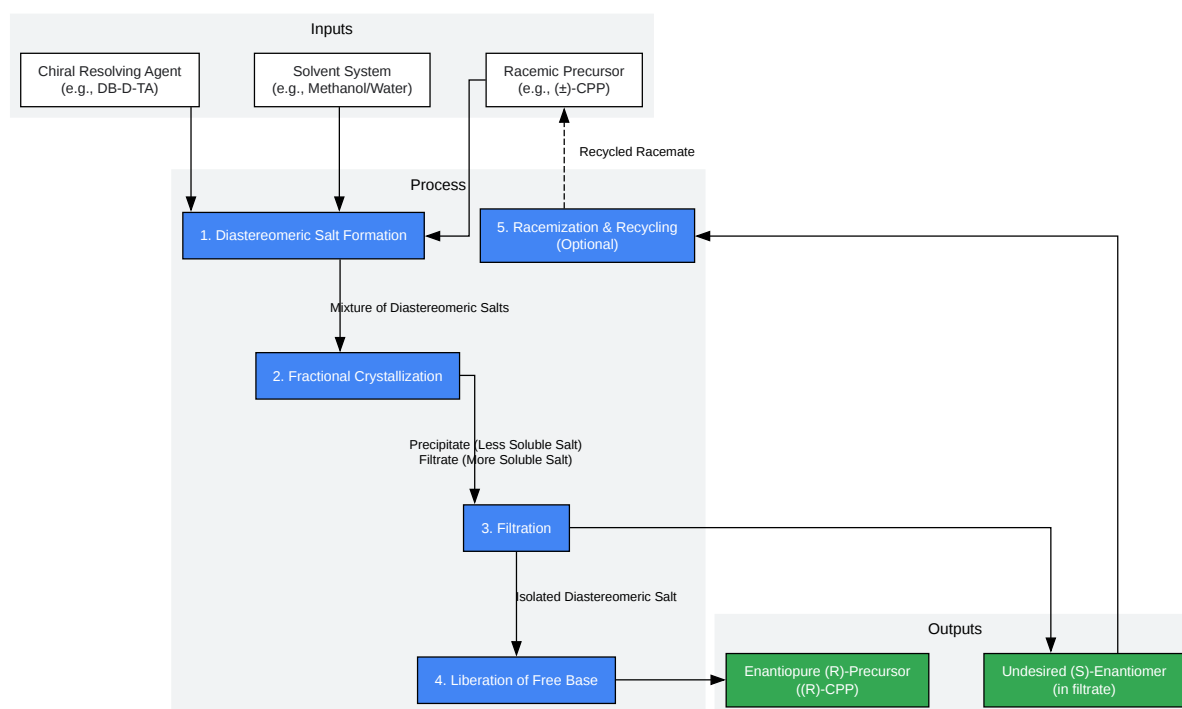 Inputs
Chiral Resolving Agent
(e.g., DB-D-TA)
Solvent System
(e.g., Methanol/Water)
Racemic Precursor
(e.g., (±)-CPP)
Recycled Racemate
Process
1. Diastereomeric Salt Formation
5. Racemization & Recycling
(Optional)
Mixture of Diastereomeric Salts
2. Fractional Crystallization
Precipitate (Less Soluble Salt)
Filtrate (More Soluble Salt)
3. Filtration
Isolated Diastereomeric Salt
Outputs
4. Liberation of Free Base
Enantiopure (R)-Precursor
((R)-CPP)
Undesired (S)-Enantiomer
(in filtrate)